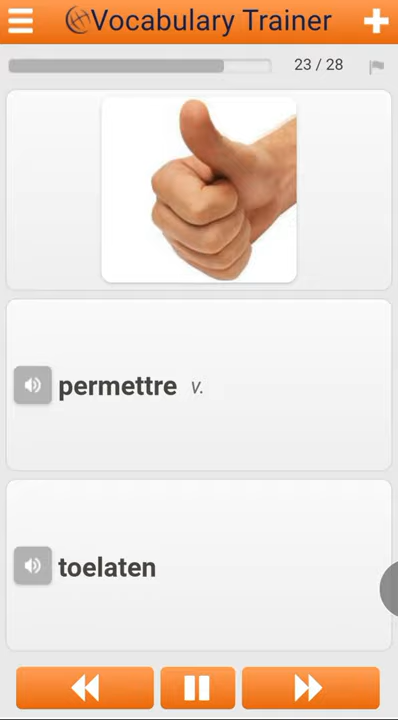 Vocabulary Trainer
23 / 28
permettre v.
toelaten